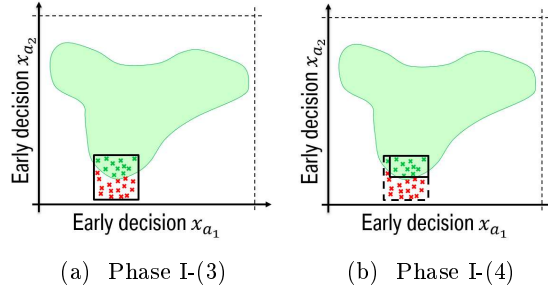 Early decision x_{a_2}
Early decision x_{a_1}
(a) Phase I-(3)
Early decision x_{a_2}
Early decision x_{a_1}
(b) Phase I-(4)